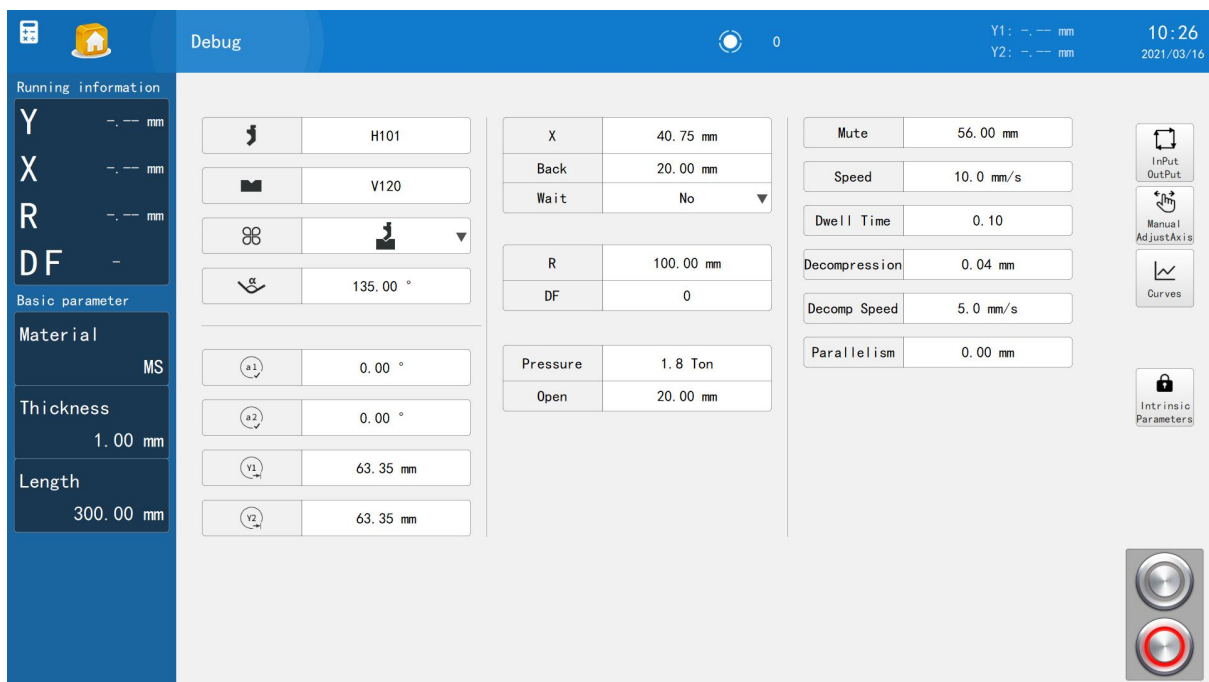 Debug
0
Y1: -.-- mm
Y2: -.-- mm
10:26
2021/03/16
Running information
Y -.-- mm
X -.-- mm
R -.-- mm
DF -
Basic parameter
Material
MS
Thickness
1.00 mm
Length
300.00 mm
H101
V120
α
135.00 °
a1 0.00 °
a2 0.00 °
Y1 63.35 mm
Y2 63.35 mm
X 40.75 mm
Back 20.00 mm
Wait No
R 100.00 mm
DF 0
Pressure 1.8 Ton
Open 20.00 mm
Mute 56.00 mm
Speed 10.0 mm/s
Dwell Time 0.10
Decompression 0.04 mm
Decomp Speed 5.0 mm/s
Parallelism 0.00 mm
InPut
OutPut
Manual
AdjustAxis
Curves
Intrinsic
Parameters